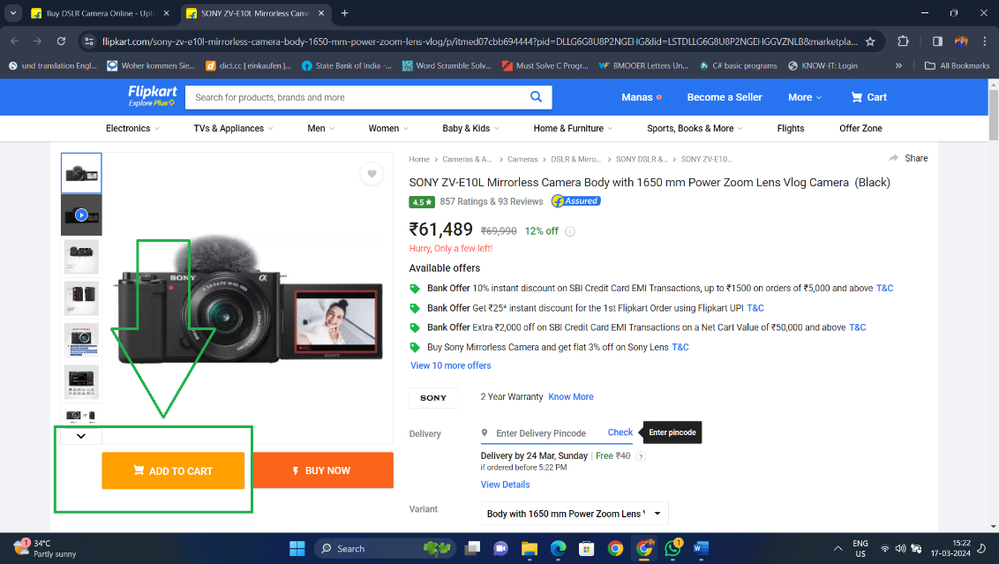 Buy DSLR Camera Online - Upto
SONY ZV-E10L Mirrorless Came
flipkart.com/sony-zv-e10l-mirrorless-camera-body-1650-mm-power-zoom-lens-vlog/p/itmed07cbb694444?pid=DLLG6G8U8P2NGEHG&lid=LSTDLLG6G8U8P2NGEHGGVZNLB&marketpla...
und translation Engl...
Woher kommen Sie...
dict.cc | einkaufen |...
State Bank of India -...
Word Scramble Solv...
Must Solve C Progr...
BMOOER Letters Un...
C# basic programs
KNOW-IT: Login
All Bookmarks
Flipkart
Explore Plus
Search for products, brands and more
Manas
Become a Seller
More
Cart
Electronics
TVs & Appliances
Men
Women
Baby & Kids
Home & Furniture
Sports, Books & More
Flights
Offer Zone
Home > Cameras & A... > Cameras > DSLR & Mirro... > SONY DSLR &... > SONY ZV-E10...
Share
SONY ZV-E10L Mirrorless Camera Body with 1650 mm Power Zoom Lens Vlog Camera (Black)
4.5★ 857 Ratings & 93 Reviews Assured
₹61,489 ₹69,990 12% off
Hurry, Only a few left!
Available offers
Bank Offer 10% instant discount on SBI Credit Card EMI Transactions, up to ₹1500 on orders of ₹5,000 and above T&C
Bank Offer Get ₹25* instant discount for the 1st Flipkart Order using Flipkart UPI T&C
Bank Offer Extra ₹2,000 off on SBI Credit Card EMI Transactions on a Net Cart Value of ₹50,000 and above T&C
Buy Sony Mirrorless Camera and get flat 3% off on Sony Lens T&C
View 10 more offers
SONY
α
SONY
SONY
2 Year Warranty Know More
Delivery
Enter Delivery Pincode
Check
Enter pincode
Delivery by 24 Mar, Sunday | Free ₹40 ?
if ordered before 5:22 PM
View Details
ADD TO CART
BUY NOW
Variant
Body with 1650 mm Power Zoom Lens
1
34°C
Partly sunny
Search
1
ENG
US
15:22
17-03-2024